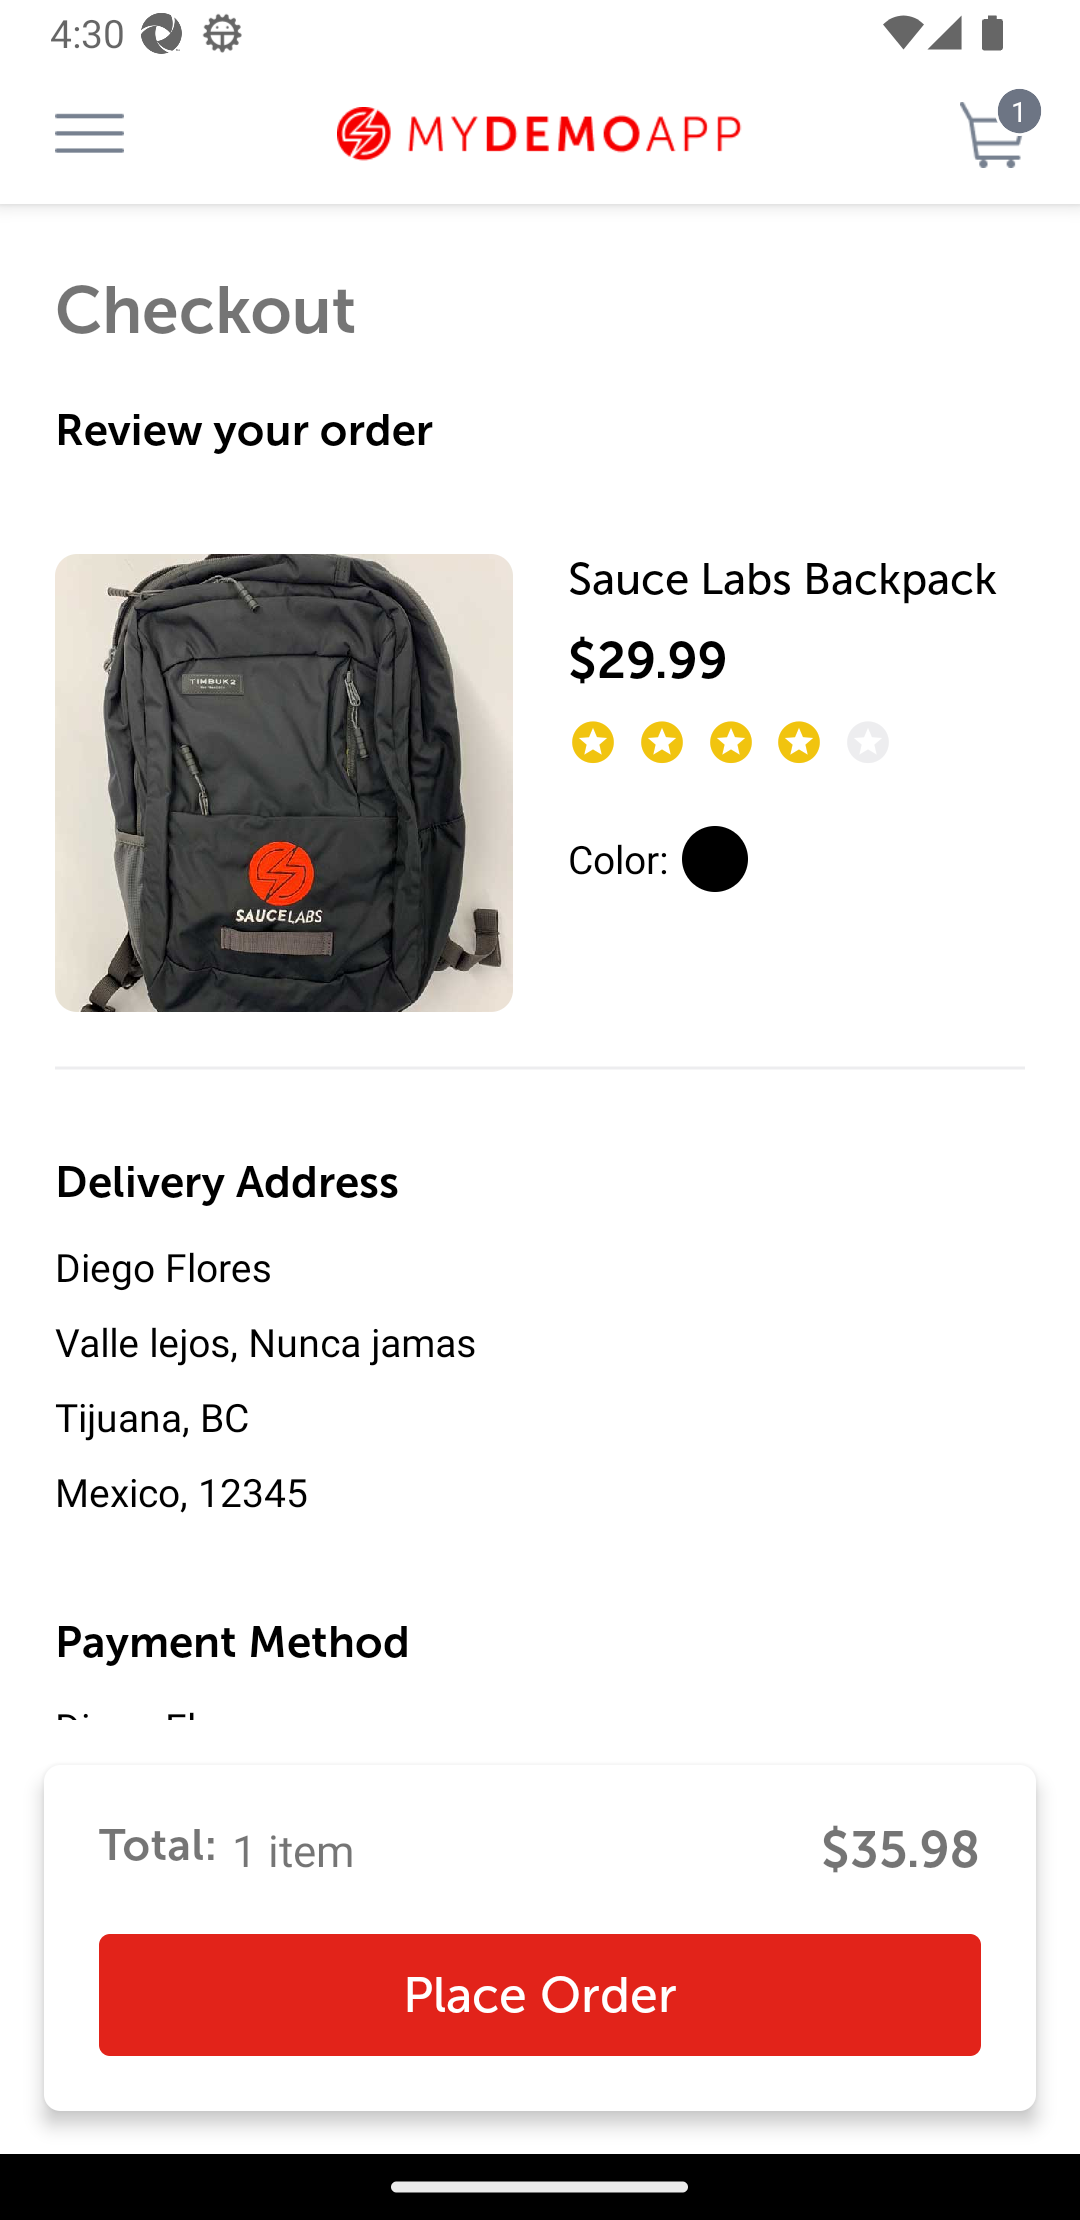 4:30
MYDEMOAPP
1
Checkout
Review your order
TIMBUK2
SAUCELABS
Sauce Labs Backpack
$29.99
Color:
Delivery Address
Diego Flores
Valle lejos, Nunca jamas
Tijuana, BC
Mexico, 12345
Payment Method
Total: 1 item
$35.98
Place Order